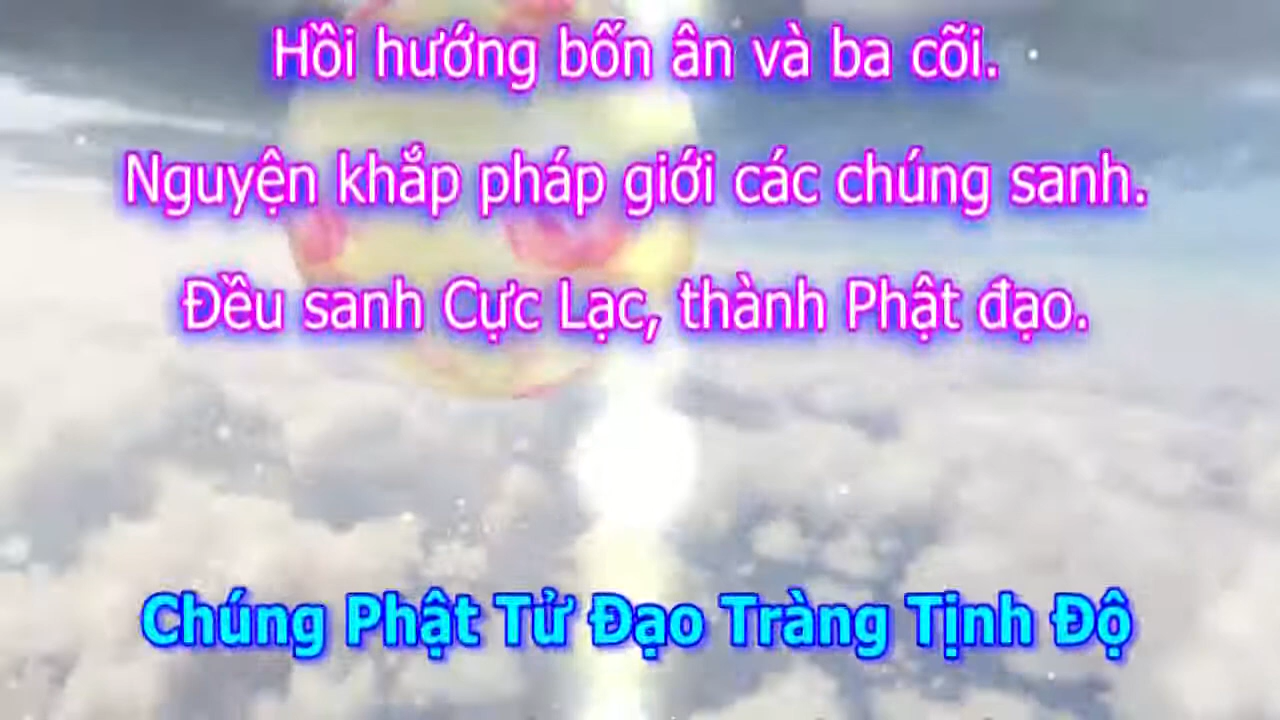 Hồi hướng bốn ân và ba cõi.
Nguyện khắp pháp giới các chúng sanh.
Đều sanh Cực Lạc, thành Phật đạo.
Chúng Phật Tử Đạo Tràng Tịnh Độ